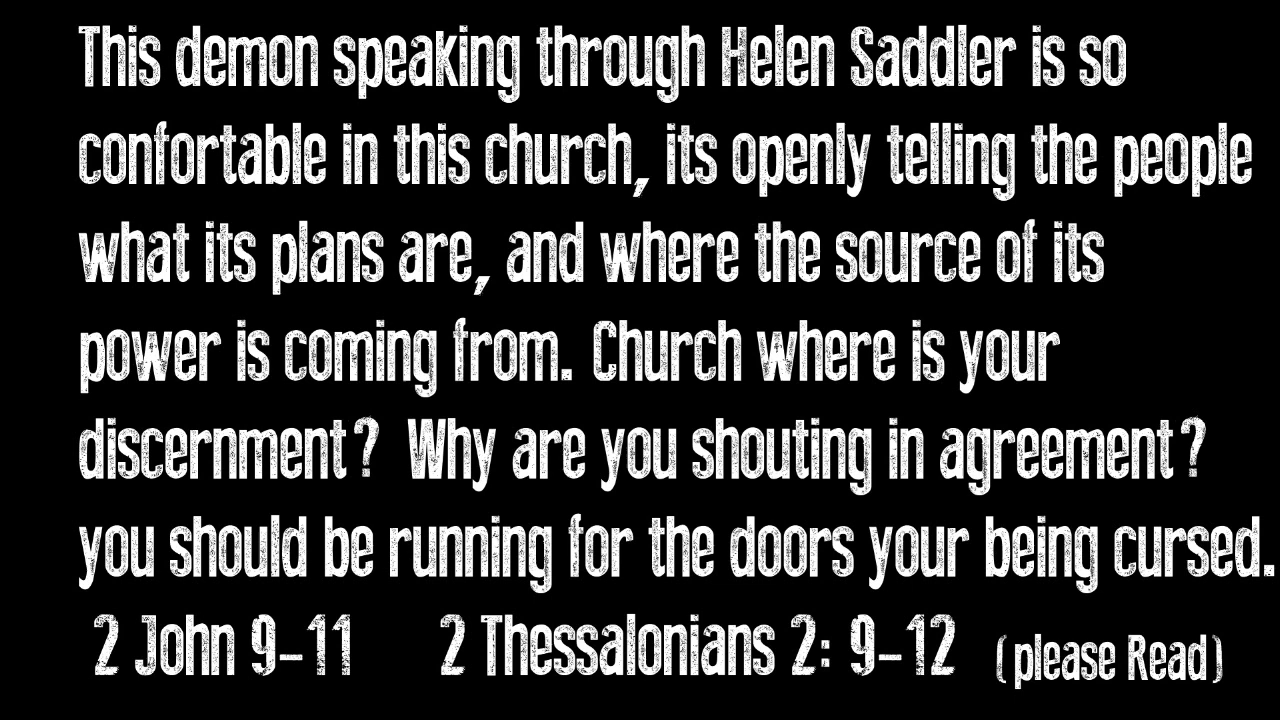 This demon speaking through Helen Saddler is so
confortable in this church, its openly telling the people
what its plans are, and where the source of its
power is coming from. Church where is your
discernment? Why are you shouting in agreement?
you should be running for the doors your being cursed.
2 John 9-11 2 Thessalonians 2: 9-12 (please Read)